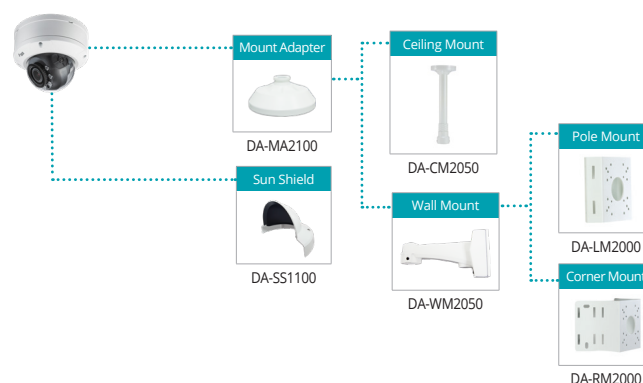 Mount Adapter
DA-MA2100
Sun Shield
DA-SS1100
Ceiling Mount
DA-CM2050
Wall Mount
DA-WM2050
Pole Mount
DA-LM2000
Corner Mount
DA-RM2000